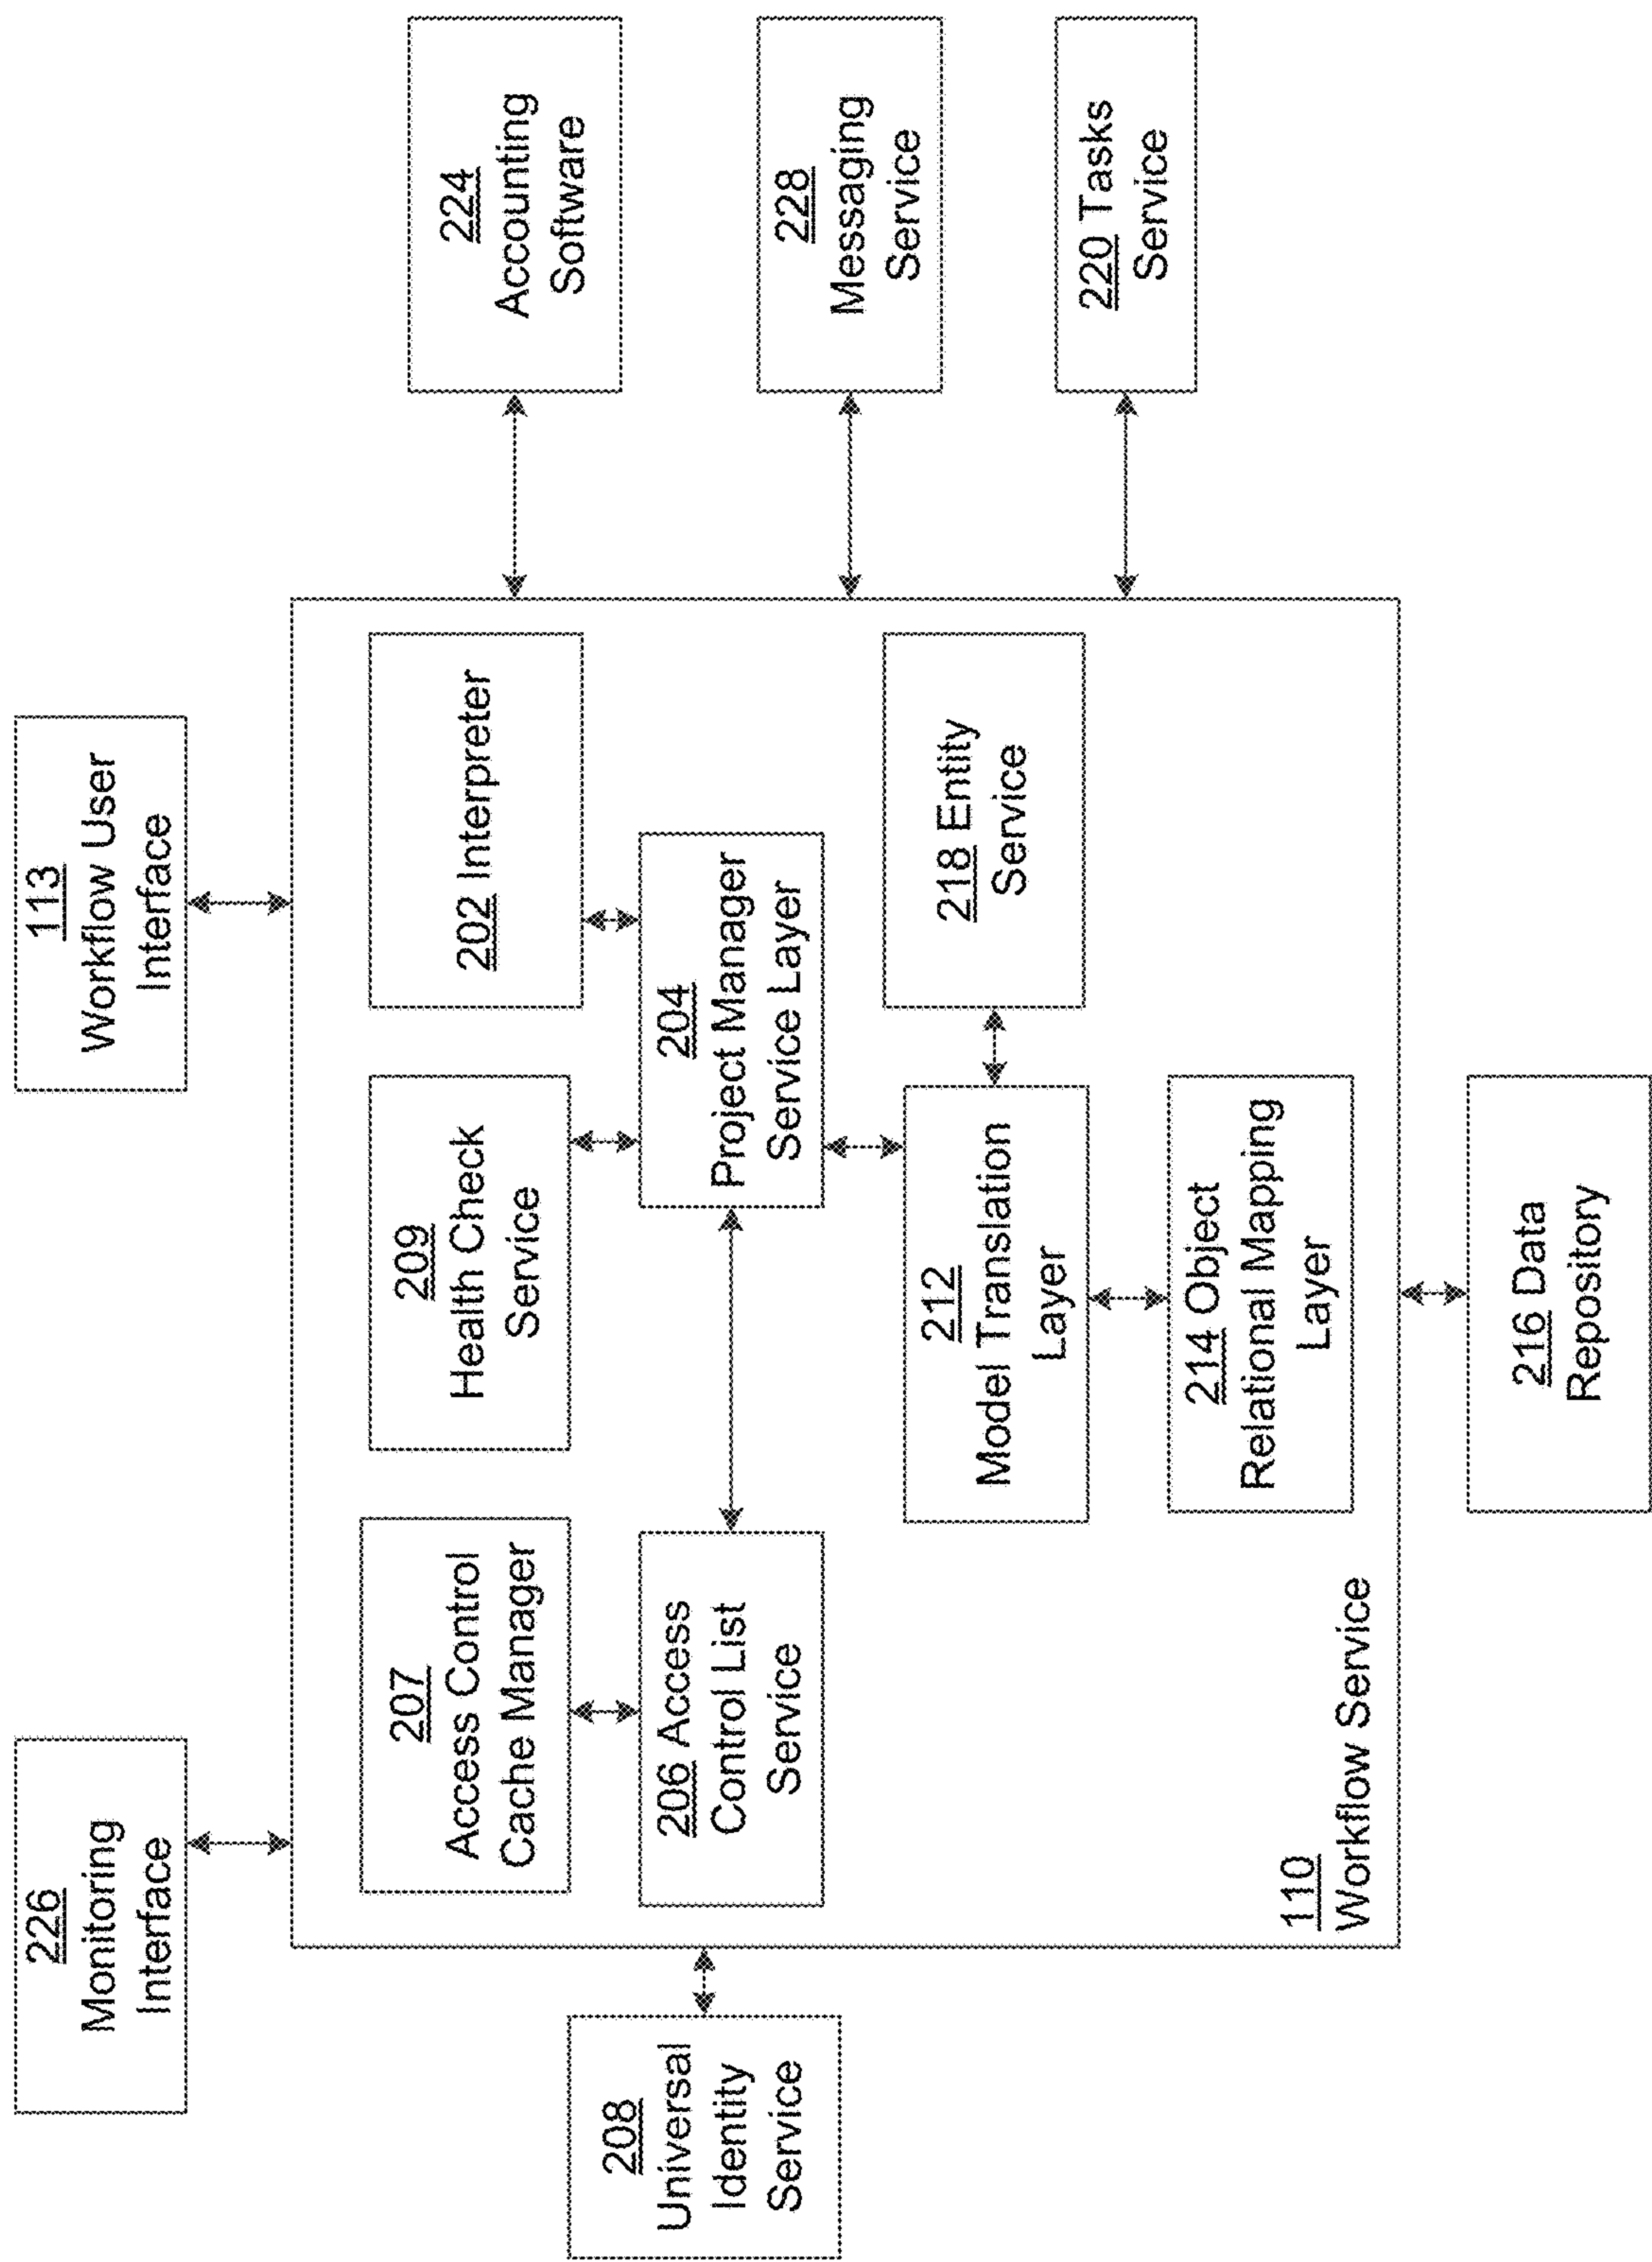 226
Monitoring
Interface
113
Workflow User
Interface
208
Universal
Identity
Service
207
Access Control
Cache Manager
209
Health Check
Service
202 Interpreter
206 Access
Control List
Service
204
Project Manager
Service Layer
212
Model Translation
Layer
218 Entity
Service
214 Object
Relational Mapping
Layer
110
Workflow Service
216 Data
Repository
224
Accounting
Software
228
Messaging
Service
220 Tasks
Service